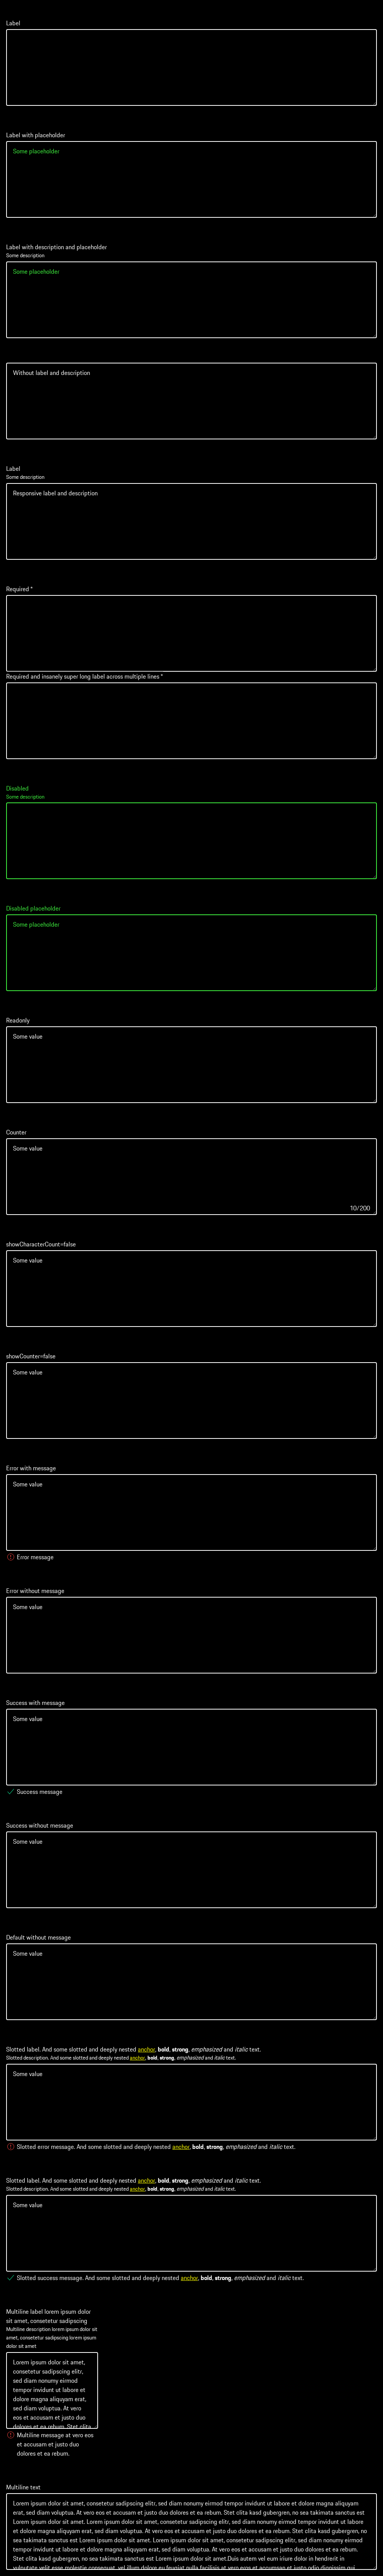 Label
Label with placeholder
Some placeholder
Label with description and placeholder
Some description
Some placeholder
Without label and description
Label
Some description
Responsive label and description
Required *
Required and insanely super long label across multiple lines *
Disabled
Some description
Disabled placeholder
Some placeholder
Readonly
Some value
Counter
Some value
10/200
showCharacterCount=false
Some value
showCounter=false
Some value
Error with message
Some value
Error message
Error without message
Some value
Success with message
Some value
Success message
Success without message
Some value
Default without message
Some value
Slotted label. And some slotted and deeply nested anchor, bold, strong, emphasized and italic text.
Slotted description. And some slotted and deeply nested anchor, bold, strong, emphasized and italic text.
Some value
Slotted error message. And some slotted and deeply nested anchor, bold, strong, emphasized and italic text.
Slotted label. And some slotted and deeply nested anchor, bold, strong, emphasized and italic text.
Slotted description. And some slotted and deeply nested anchor, bold, strong, emphasized and italic text.
Some value
Slotted success message. And some slotted and deeply nested anchor, bold, strong, emphasized and italic text.
Multiline label lorem ipsum dolor
sit amet, consetetur sadipscing
Multiline description lorem ipsum dolor sit
amet, consetetur sadipscing lorem ipsum
dolor sit amet
Lorem ipsum dolor sit amet,
consetetur sadipscing elitr,
sed diam nonumy eirmod
tempor invidunt ut labore et
dolore magna aliquyam
erat, sed diam voluptua. At
vero eos et accusam et
justo duo dolores et ea rebum. Stet clita
Multiline message at vero eos
et accusam et justo duo
dolores et ea rebum.
Multiline text
Lorem ipsum dolor sit amet, consetetur sadipscing elitr, sed diam nonumy eirmod tempor invidunt ut labore et dolore magna aliquyam
erat, sed diam voluptua. At vero eos et accusam et justo duo dolores et ea rebum. Stet clita kasd gubergren, no sea takimata sanctus est
Lorem ipsum dolor sit amet. Lorem ipsum dolor sit amet, consetetur sadipscing elitr, sed diam nonumy eirmod tempor invidunt ut labore
et dolore magna aliquyam erat, sed diam voluptua. At vero eos et accusam et justo duo dolores et ea rebum. Stet clita kasd gubergren, no
sea takimata sanctus est Lorem ipsum dolor sit amet. Lorem ipsum dolor sit amet, consetetur sadipscing elitr, sed diam nonumy eirmod
tempor invidunt ut labore et dolore magna aliquyam erat, sed diam voluptua. At vero eos et accusam et justo duo dolores et ea rebum.
Stet clita kasd gubergren, no sea takimata sanctus est Lorem ipsum dolor sit amet.Duis autem vel eum iriure dolor in hendrerit in